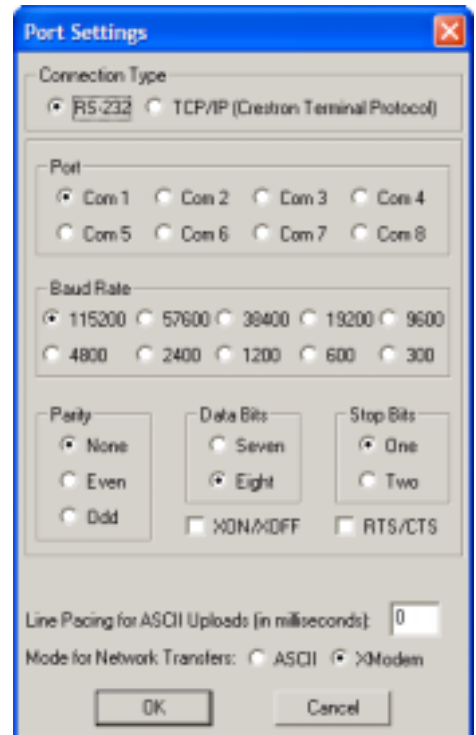 Port Settings
Connection Type
RS-232 TCP/IP (Crestron Terminal Protocol)
Port
Com 1 Com 2 Com 3 Com 4
Com 5 Com 6 Com 7 Com 8
Baud Rate
115200 57600 38400 19200 9600
4800 2400 1200 600 300
Parity Data Bits Stop Bits
None Seven One
Even Eight Two
Odd XON/XOFF RTS/CTS
Line Pacing for ASCII Uploads (in milliseconds): 0
Mode for Network Transfers: ASCII XModem
OK Cancel